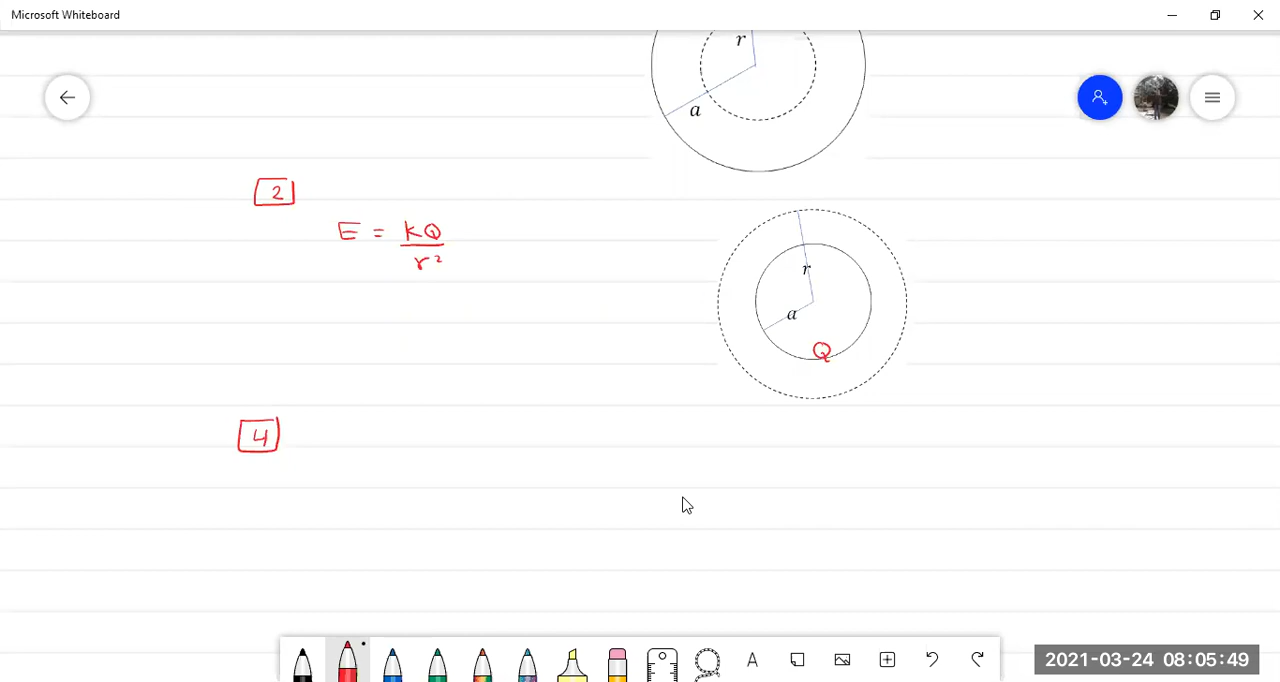 Microsoft Whiteboard
r
a
2
E = kQ / r²
r
a
Q
4
A
2021-03-24 08:05:49